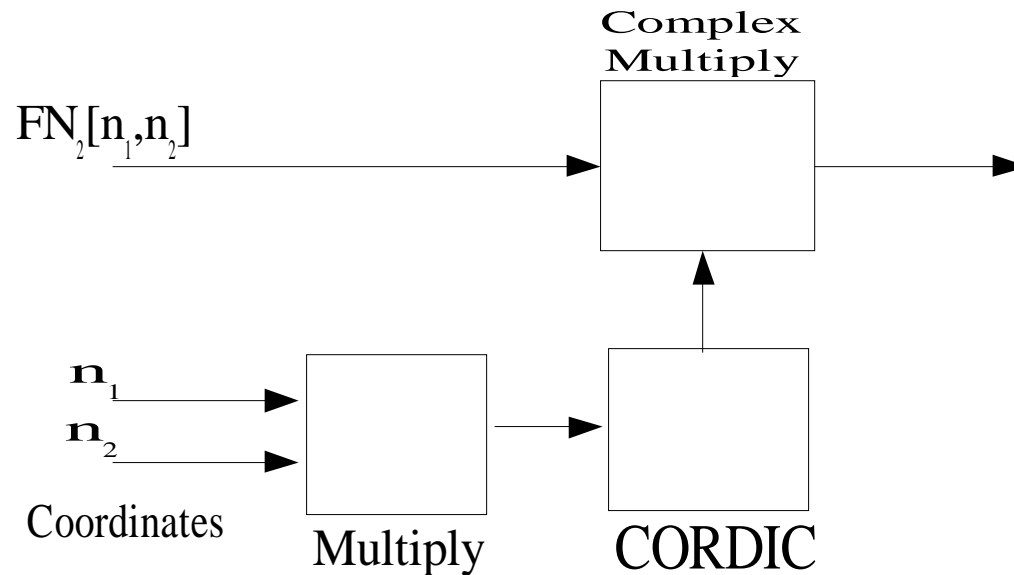 Complex
Multiply
FN₂[n₁,n₂]
n₁
n₂
Coordinates
Multiply
CORDIC